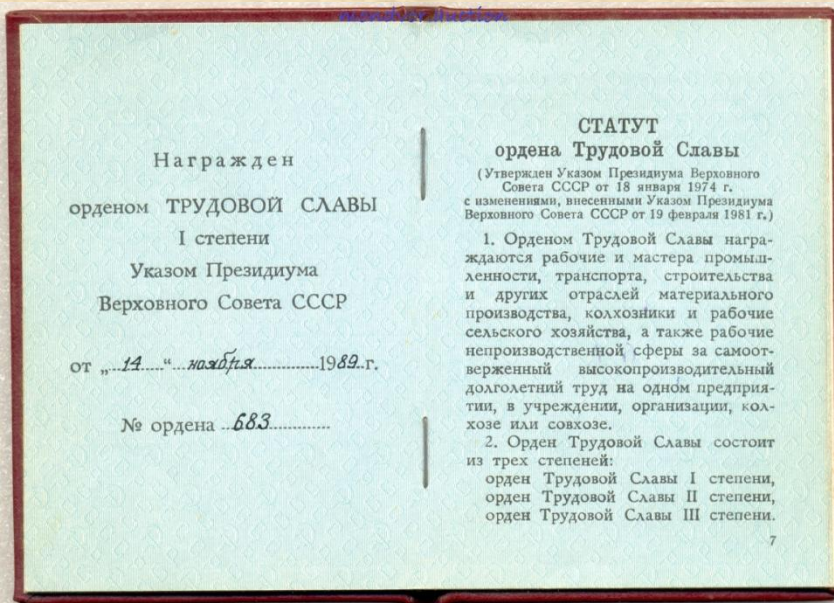 mondvor auction
Награжден
орденом ТРУДОВОЙ СЛАВЫ
I степени
Указом Президиума
Верховного Совета СССР
от „ 14 “ ноября 1989 г.
№ ордена 683
СТАТУТ
ордена Трудовой Славы
(Утвержден Указом Президиума Верховного
Совета СССР от 18 января 1974 г.
с изменениями, внесенными Указом Президиума
Верховного Совета СССР от 19 февраля 1981 г.)
1. Орденом Трудовой Славы награ-
ждаются рабочие и мастера промыш-
ленности, транспорта, строительства
и других отраслей материального
производства, колхозники и рабочие
сельского хозяйства, а также рабочие
непроизводственной сферы за самоот-
верженный высокопроизводительный
долголетний труд на одном предприя-
тии, в учреждении, организации, кол-
хозе или совхозе.
2. Орден Трудовой Славы состоит
из трех степеней:
орден Трудовой Славы I степени,
орден Трудовой Славы II степени,
орден Трудовой Славы III степени.
7